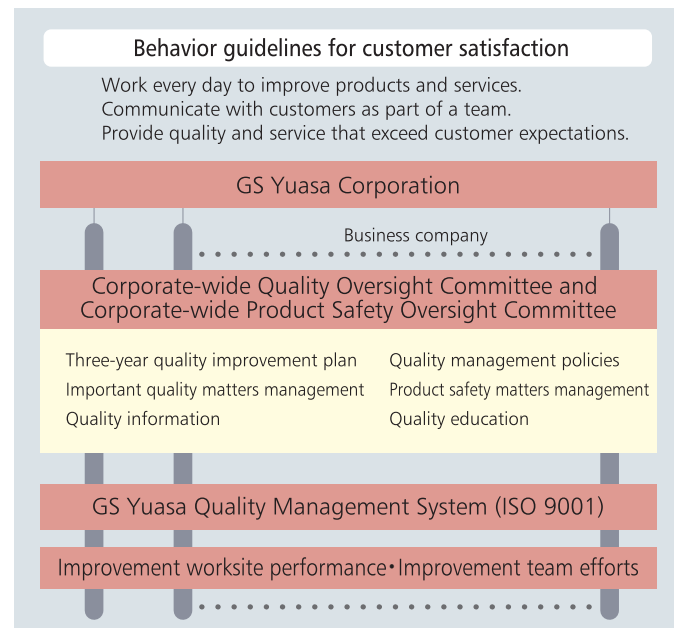 Behavior guidelines for customer satisfaction
Work every day to improve products and services.
Communicate with customers as part of a team.
Provide quality and service that exceed customer expectations.
GS Yuasa Corporation
Business company
Corporate-wide Quality Oversight Committee and
Corporate-wide Product Safety Oversight Committee
Three-year quality improvement plan
Important quality matters management
Quality information
Quality management policies
Product safety matters management
Quality education
GS Yuasa Quality Management System (ISO 9001)
Improvement worksite performance・Improvement team efforts